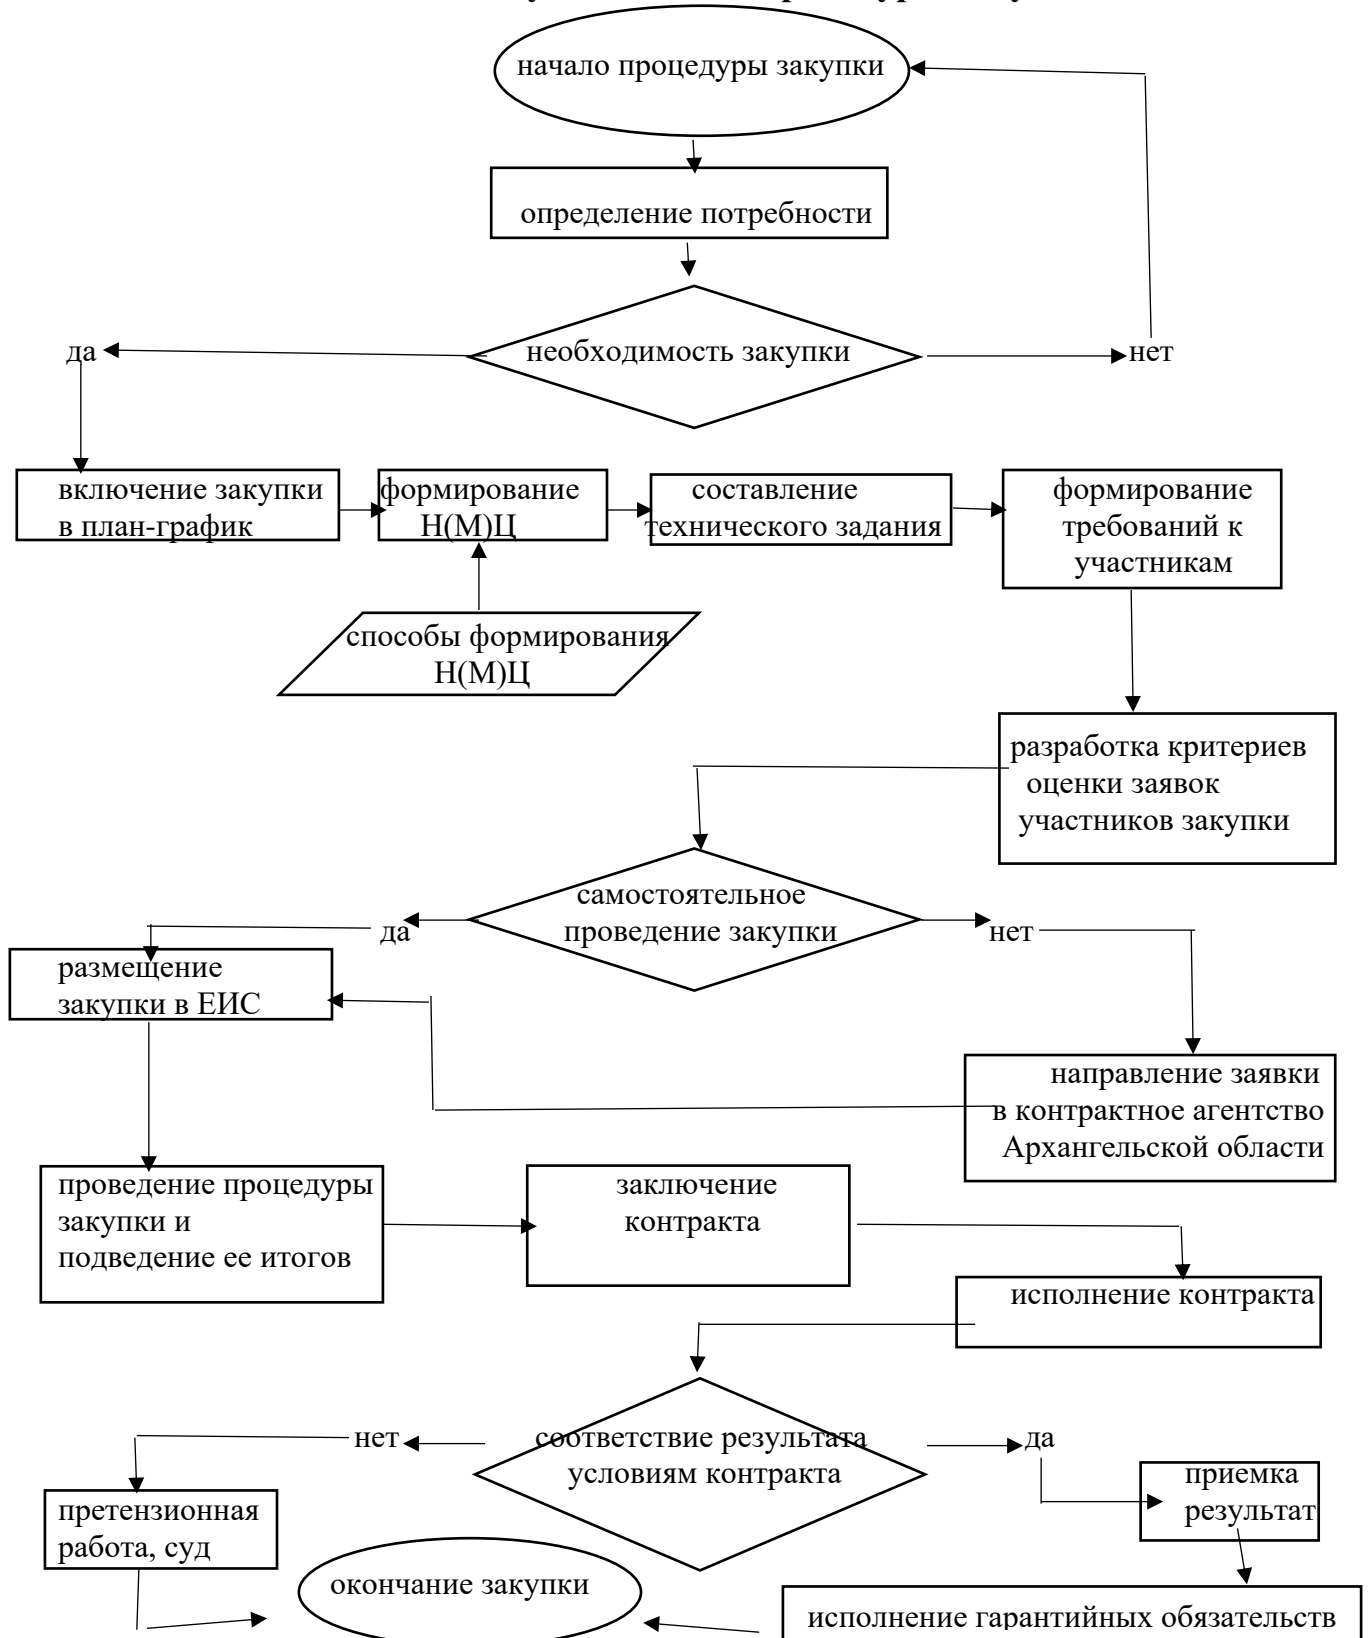 начало процедуры закупки
определение потребности
необходимость закупки
да
нет
включение закупки
в план-график
формирование
Н(М)Ц
составление
технического задания
формирование
требований к
участникам
способы формирования
Н(М)Ц
разработка критериев
оценки заявок
участников закупки
самостоятельное
проведение закупки
да
нет
размещение
закупки в ЕИС
направление заявки
в контрактное агентство
Архангельской области
проведение процедуры
закупки и
подведение ее итогов
заключение
контракта
исполнение контракта
соответствие результата
условиям контракта
нет
да
приемка
результат
претензионная
работа, суд
окончание закупки
исполнение гарантийных обязательств